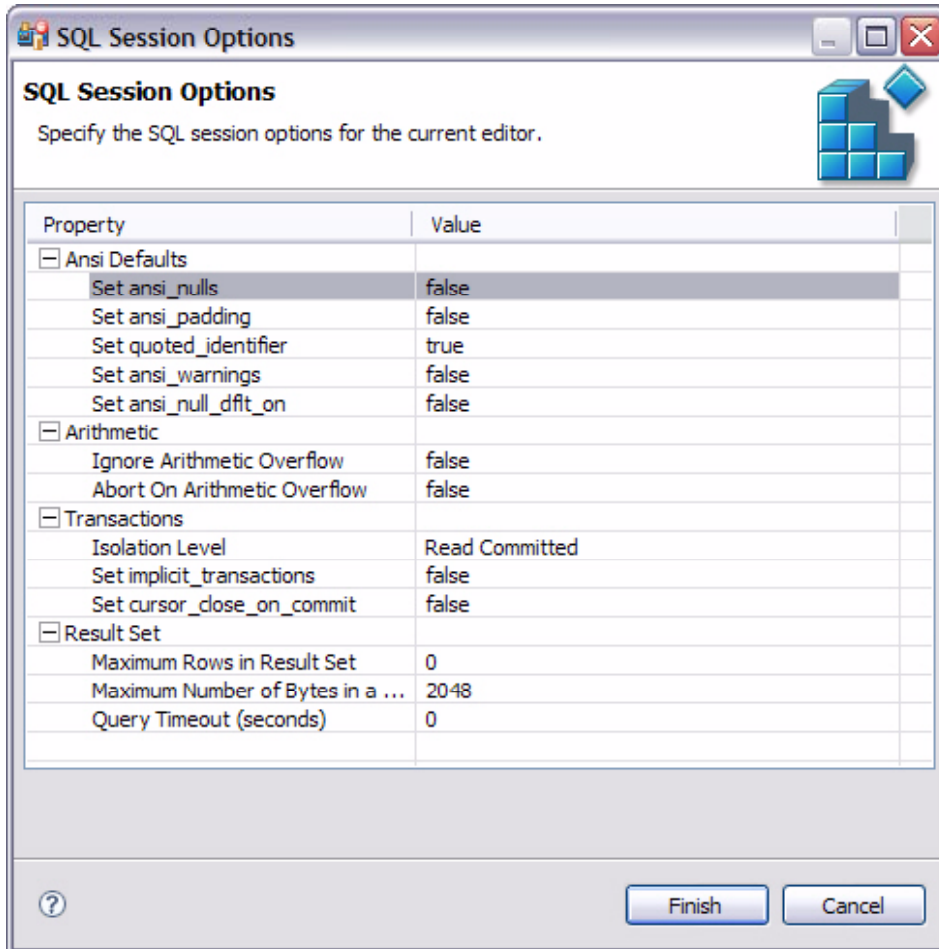 SQL Session Options
SQL Session Options
Specify the SQL session options for the current editor.
Property Value
Ansi Defaults
Set ansi_nulls false
Set ansi_padding false
Set quoted_identifier true
Set ansi_warnings false
Set ansi_null_dflt_on false
Arithmetic
Ignore Arithmetic Overflow false
Abort On Arithmetic Overflow false
Transactions
Isolation Level Read Committed
Set implicit_transactions false
Set cursor_close_on_commit false
Result Set
Maximum Rows in Result Set 0
Maximum Number of Bytes in a ... 2048
Query Timeout (seconds) 0
? Finish Cancel